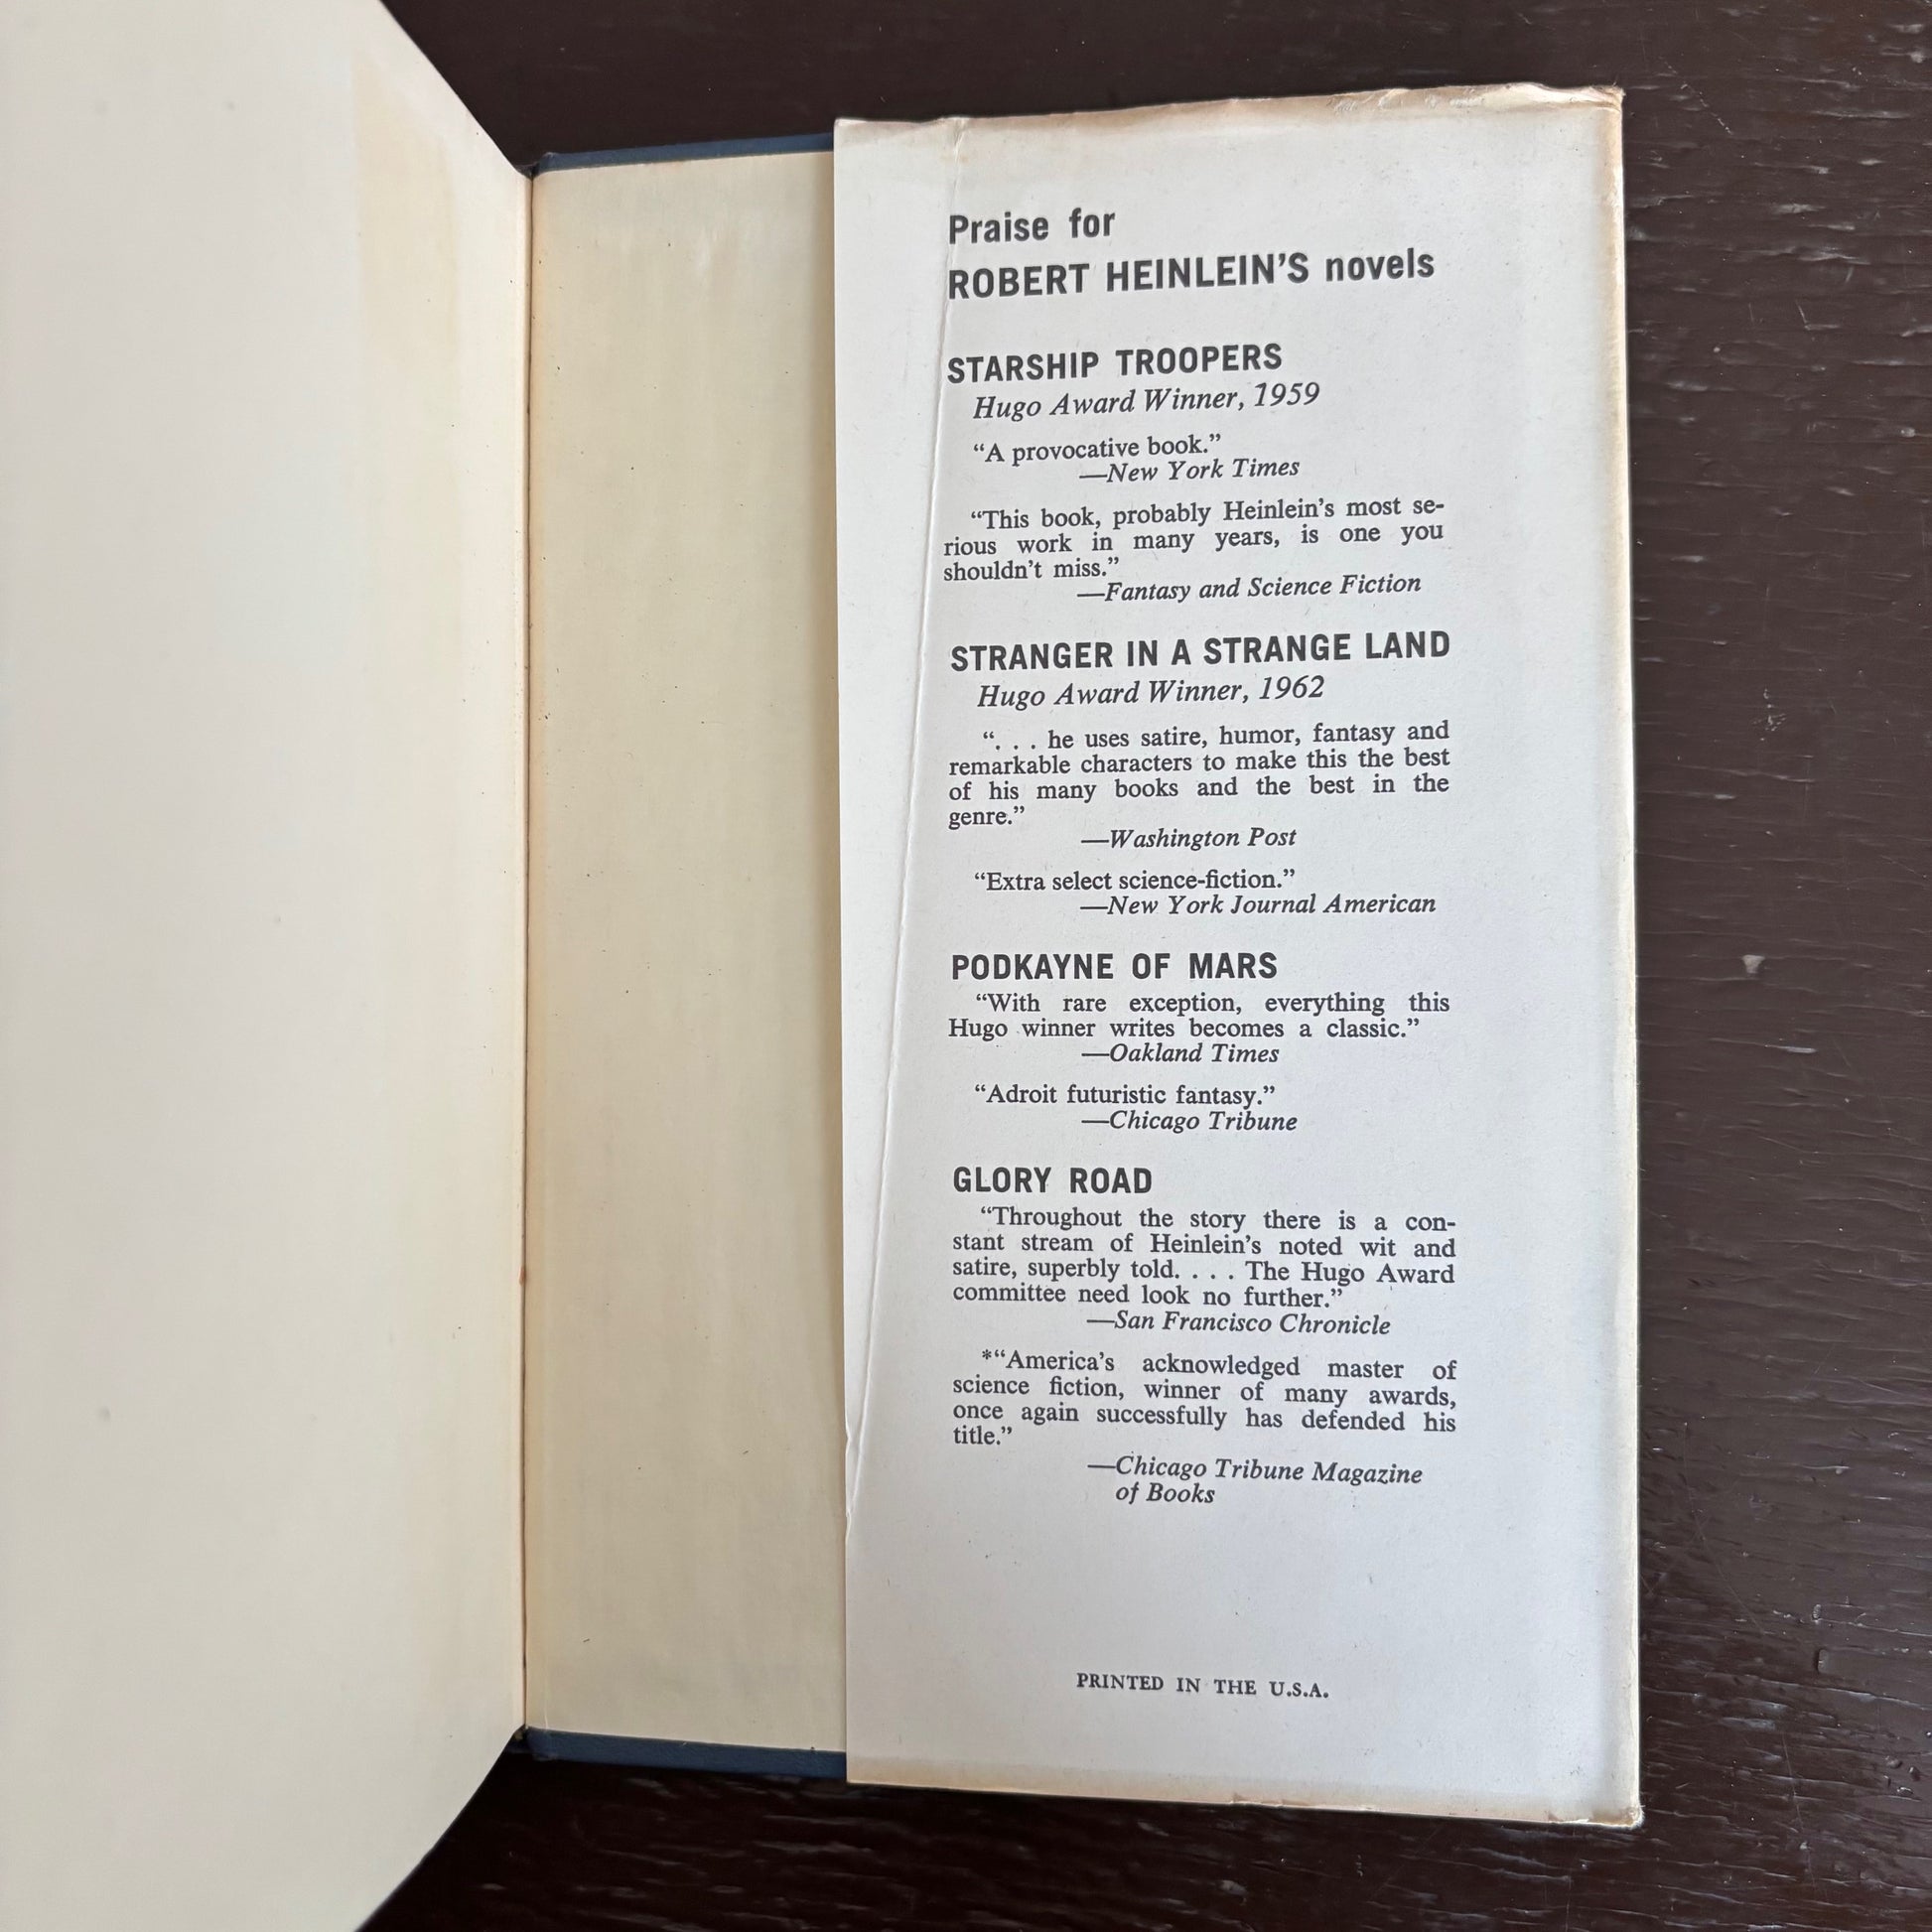 Praise for
ROBERT HEINLEIN'S novels
STARSHIP TROOPERS
Hugo Award Winner, 1959
“A provocative book.”
—New York Times
“This book, probably Heinlein's most se-
rious work in many years, is one you
shouldn't miss.”
—Fantasy and Science Fiction
STRANGER IN A STRANGE LAND
Hugo Award Winner, 1962
“. . . he uses satire, humor, fantasy and
remarkable characters to make this the best
of his many books and the best in the
genre.”
—Washington Post
“Extra select science-fiction.”
—New York Journal American
PODKAYNE OF MARS
“With rare exception, everything this
Hugo winner writes becomes a classic.”
—Oakland Times
“Adroit futuristic fantasy.”
—Chicago Tribune
GLORY ROAD
“Throughout the story there is a con-
stant stream of Heinlein's noted wit and
satire, superbly told. . . . The Hugo Award
committee need look no further.”
—San Francisco Chronicle
*“America's acknowledged master of
science fiction, winner of many awards,
once again successfully has defended his
title.”
—Chicago Tribune Magazine
of Books
PRINTED IN THE U.S.A.